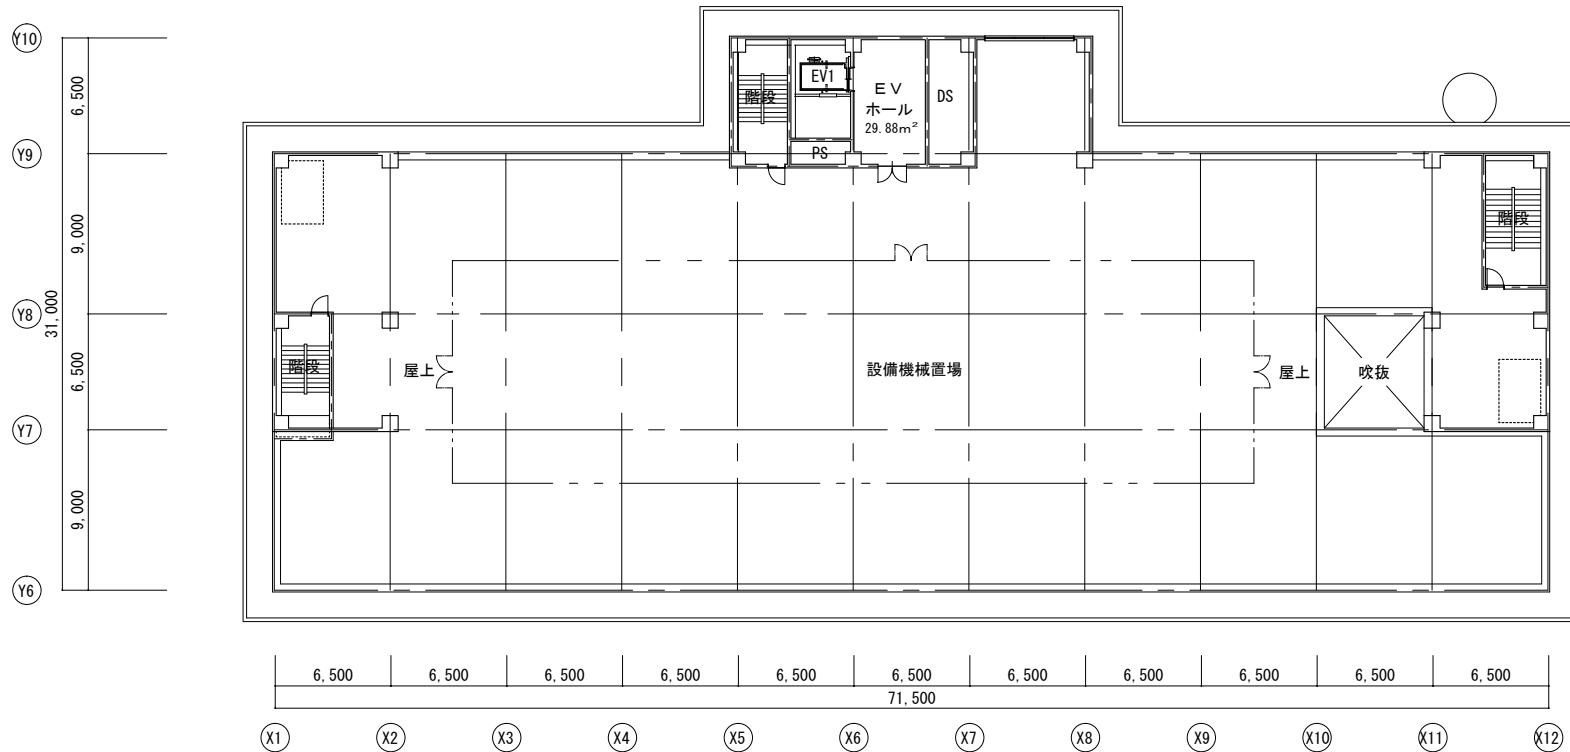 Y10
6,500
階段
EV1
EV
ホール
29.88m²
DS
PS
Y9
9,000
階段
Y8
31,000
6,500
階段
屋上
設備機械置場
屋上
吹抜
Y7
9,000
Y6
6,500 6,500 6,500 6,500 6,500 6,500 6,500 6,500 6,500 6,500 6,500
71,500
X1 X2 X3 X4 X5 X6 X7 X8 X9 X10 X11 X12